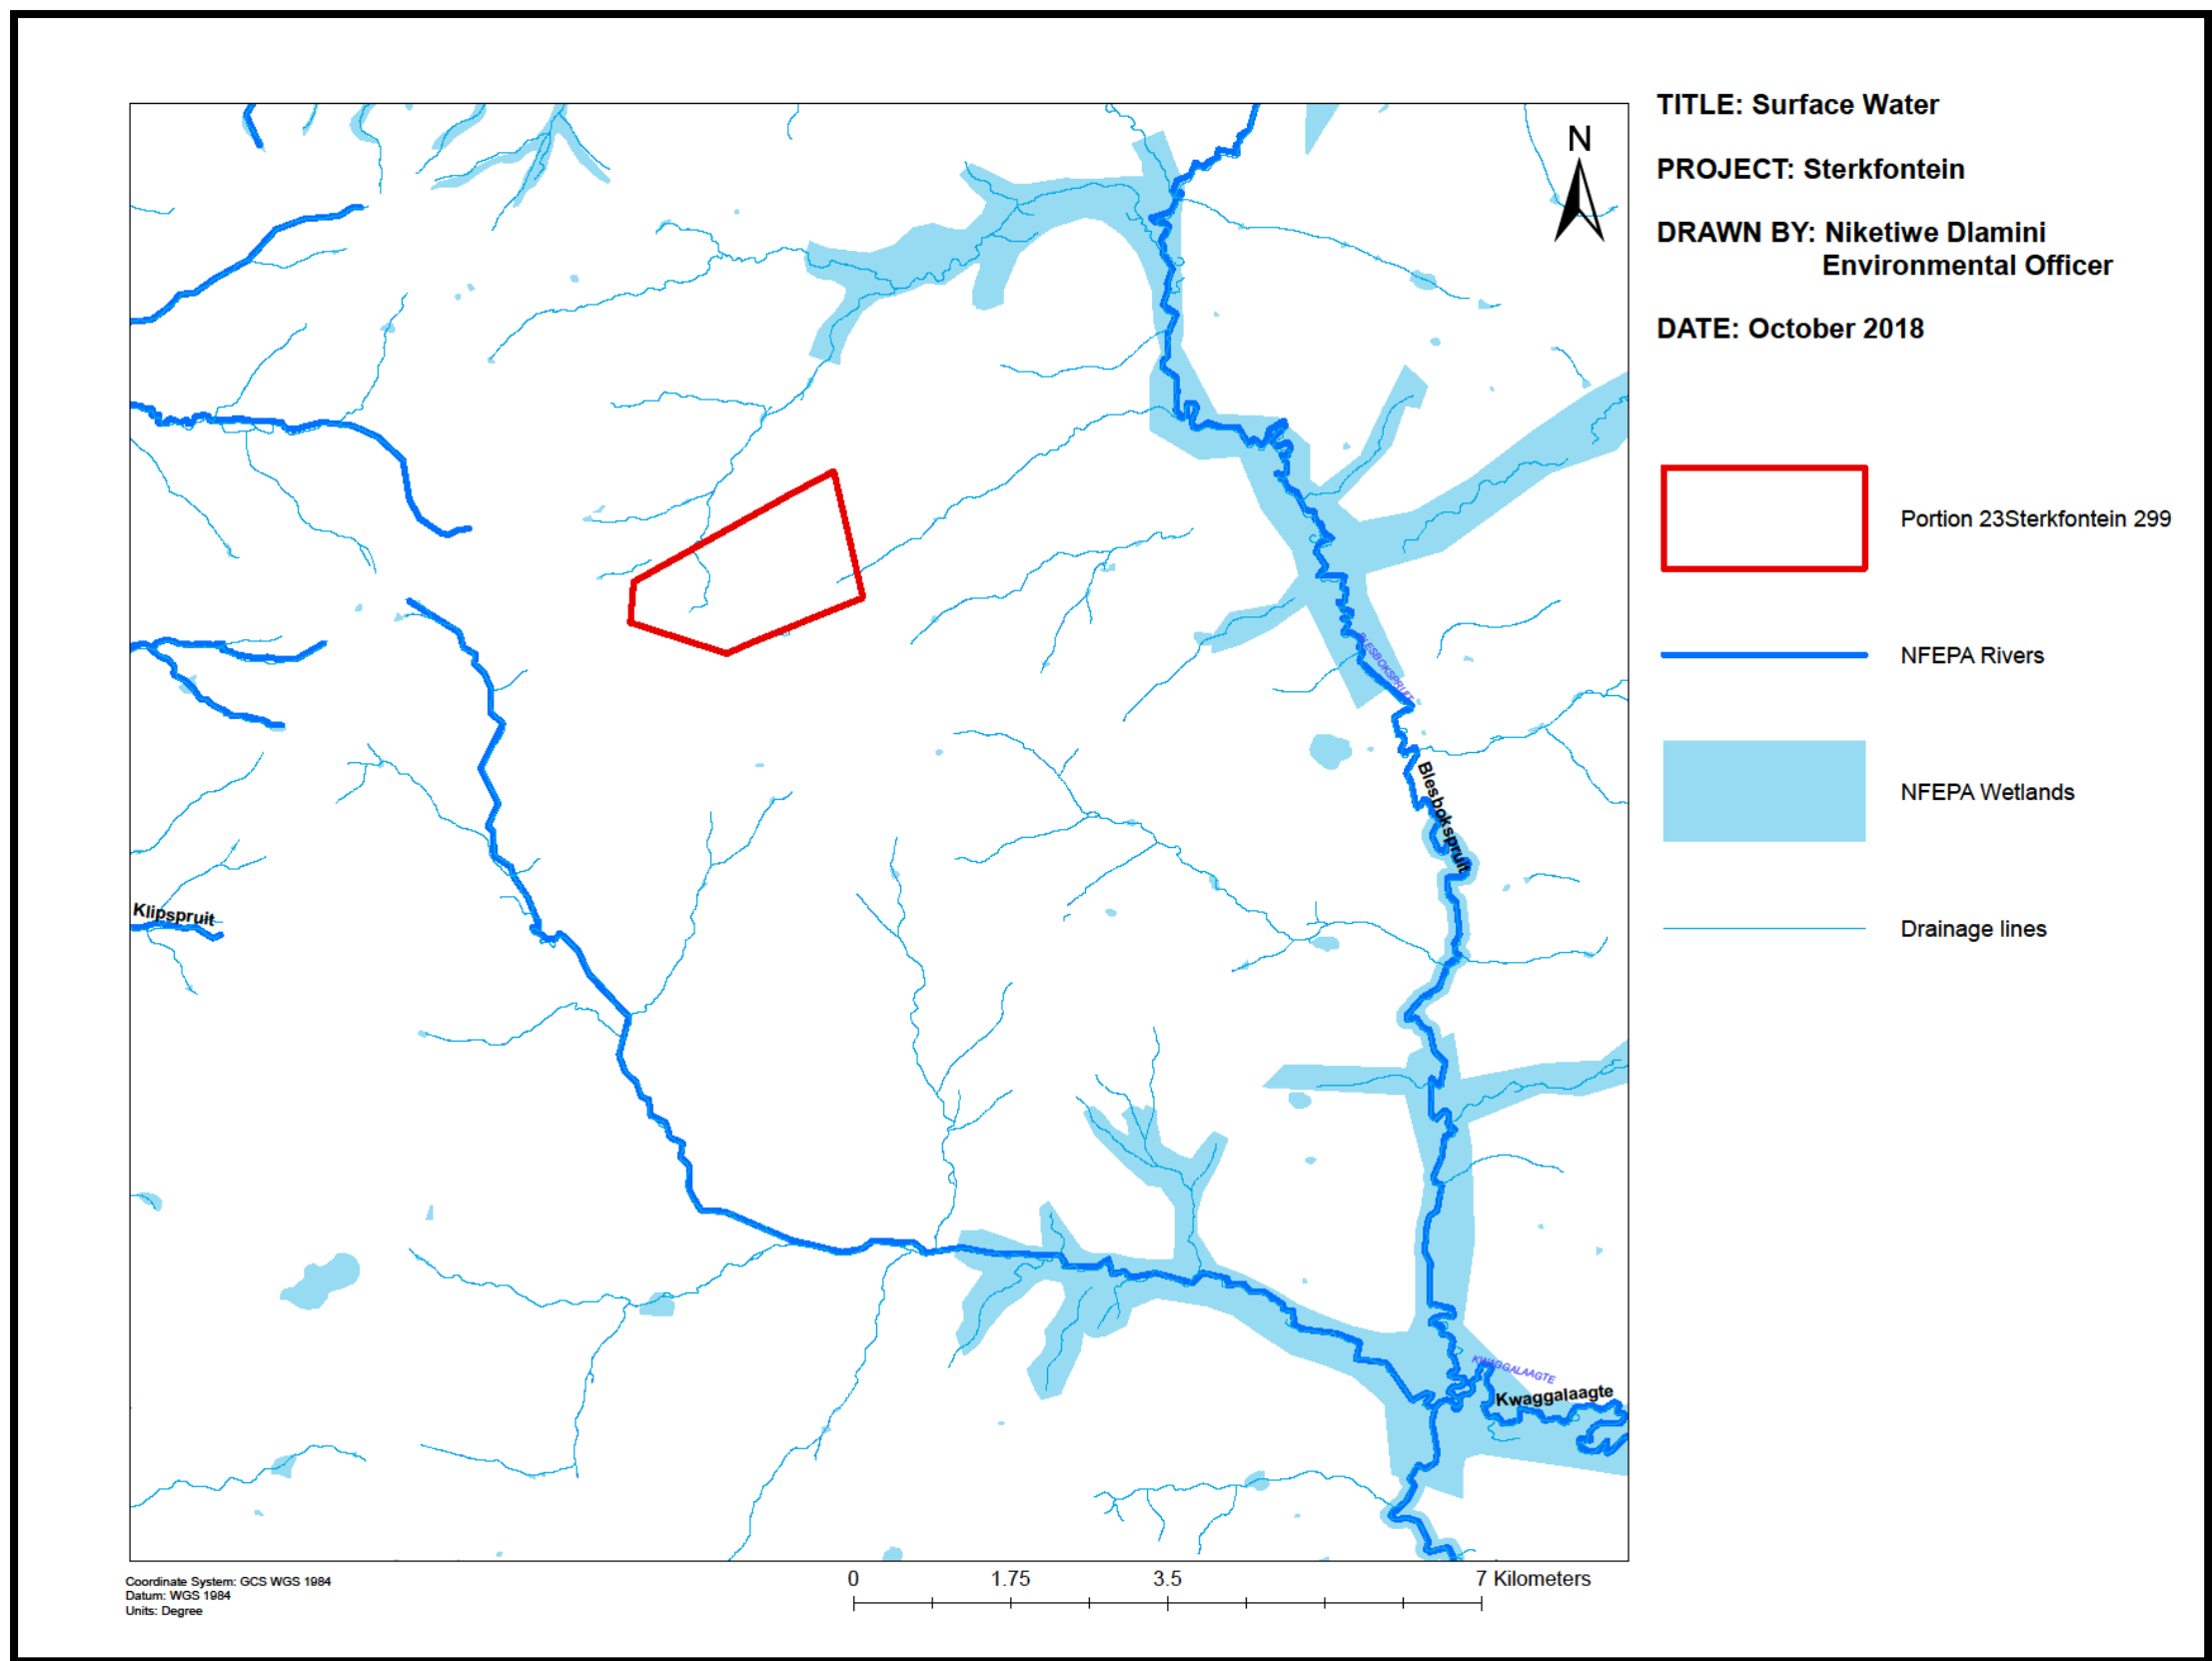 TITLE: Surface Water
PROJECT: Sterkfontein
DRAWN BY: Niketiwe Dlamini
Environmental Officer
DATE: October 2018
N
Portion 23Sterkfontein 299
NFEPA Rivers
NFEPA Wetlands
Drainage lines
BLESBOKSPRUIT
Blesbokspruit
Klipspruit
KWAGGALAAGTE
Kwaggalaagte
Coordinate System: GCS WGS 1984
Datum: WGS 1984
Units: Degree
0 1.75 3.5 7 Kilometers